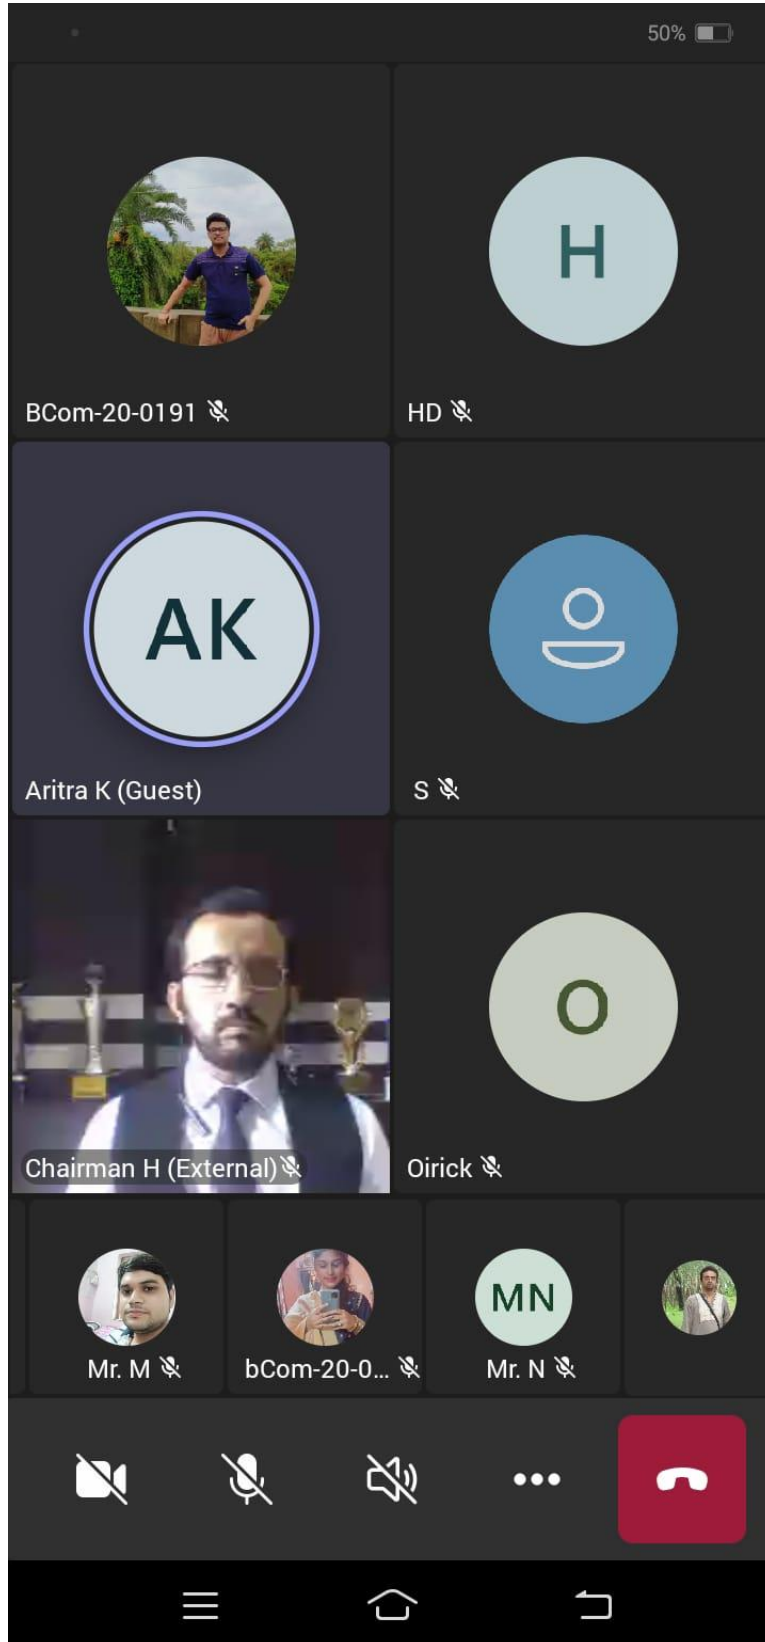 50%
BCom-20-0191
H
HD
AK
Aritra K (Guest)
S
Chairman H (External)
O
Oirick
Mr. M
bCom-20-0...
MN
Mr. N